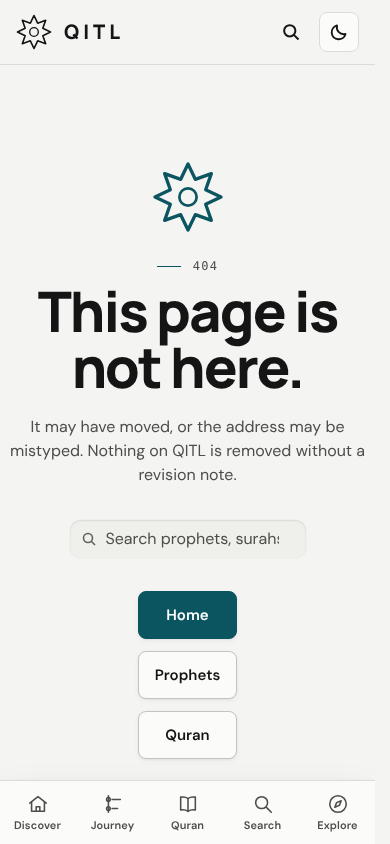 QITL
404
This page is
not here.
It may have moved, or the address may be
mistyped. Nothing on QITL is removed without a
revision note.
Search prophets, surahs
Home
Prophets
Quran
Discover
Journey
Quran
Search
Explore